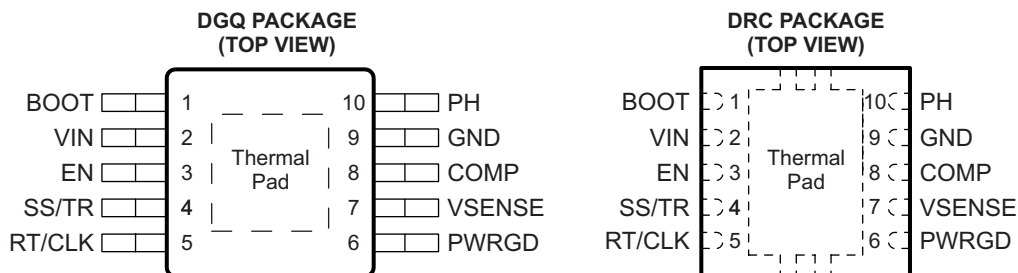 DGQ PACKAGE
(TOP VIEW)
BOOT 1 10 PH
VIN 2 9 GND
EN 3 8 COMP
SS/TR 4 7 VSENSE
RT/CLK 5 6 PWRGD
Thermal
Pad
DRC PACKAGE
(TOP VIEW)
BOOT 1 10 PH
VIN 2 9 GND
EN 3 8 COMP
SS/TR 4 7 VSENSE
RT/CLK 5 6 PWRGD
Thermal
Pad